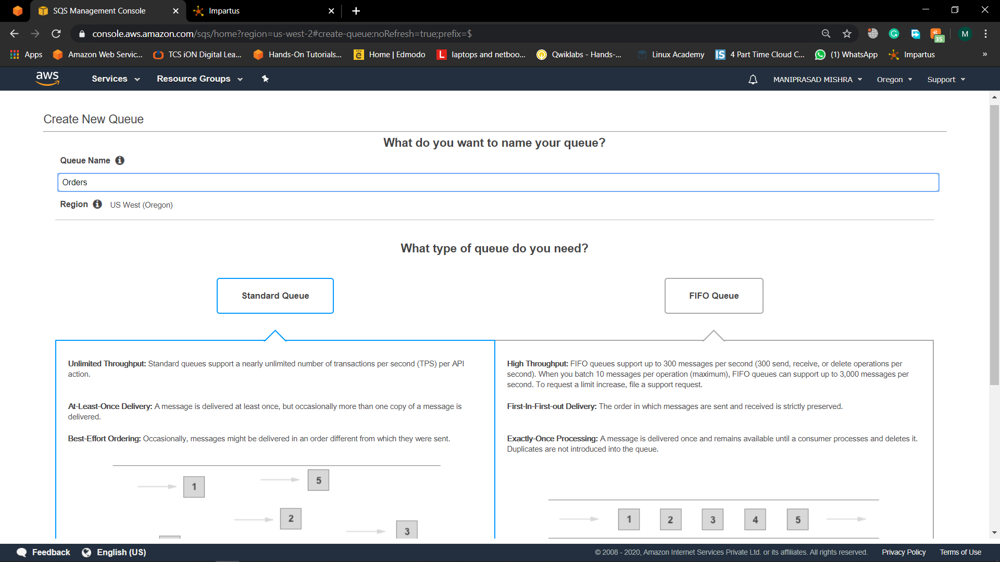 SQS Management Console
Impartus
console.aws.amazon.com/sqs/home?region=us-west-2#create-queue:noRefresh=true;prefix=$
35
M
Apps
Amazon Web Servic...
TCS iON Digital Lea...
Hands-On Tutorials...
Home | Edmodo
L
laptops and netboo...
Qwiklabs - Hands-...
Linux Academy
IS
4 Part Time Cloud C...
(1) WhatsApp
Impartus
»
aws
Services
Resource Groups
MANIPRASAD MISHRA
Oregon
Support
Create New Queue
What do you want to name your queue?
Queue Name
Orders
Region
US West (Oregon)
What type of queue do you need?
Standard Queue
FIFO Queue
Unlimited Throughput: Standard queues support a nearly unlimited number of transactions per second (TPS) per API
action.
At-Least-Once Delivery: A message is delivered at least once, but occasionally more than one copy of a message is
delivered.
Best-Effort Ordering: Occasionally, messages might be delivered in an order different from which they were sent.
1
5
2
3
High Throughput: FIFO queues support up to 300 messages per second (300 send, receive, or delete operations per
second). When you batch 10 messages per operation (maximum), FIFO queues can support up to 3,000 messages per
second. To request a limit increase, file a support request.
First-In-First-out Delivery: The order in which messages are sent and received is strictly preserved.
Exactly-Once Processing: A message is delivered once and remains available until a consumer processes and deletes it.
Duplicates are not introduced into the queue.
1 2 3 4 5
Feedback
English (US)
© 2008 - 2020, Amazon Internet Services Private Ltd. or its affiliates. All rights reserved.
Privacy Policy
Terms of Use